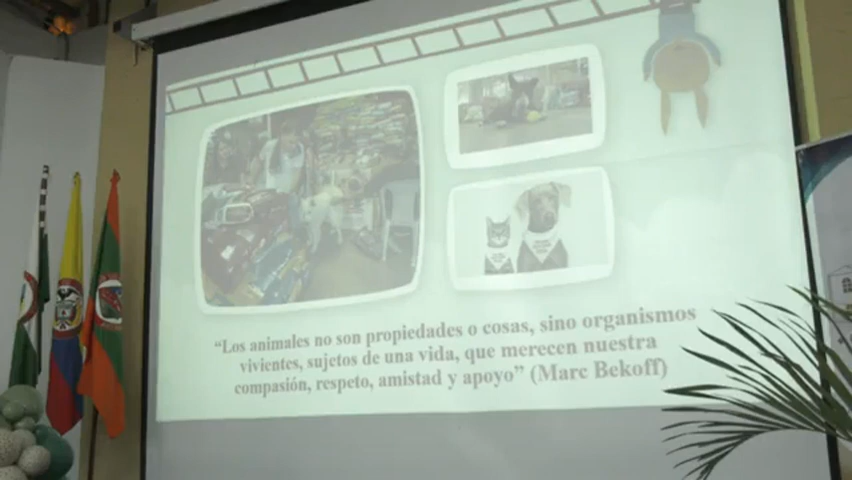 “Los animales no son propiedades o cosas, sino organismos
vivientes, sujetos de una vida, que merecen nuestra
compasión, respeto, amistad y apoyo” (Marc Bekoff)